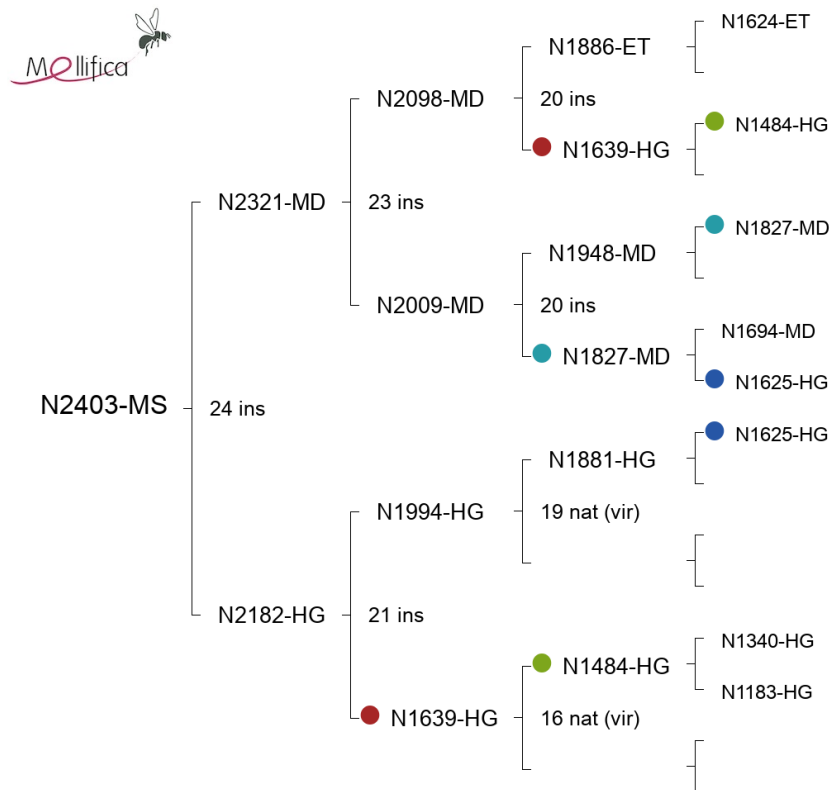 Mellifica
N1624-ET
N1886-ET
N2098-MD
20 ins
N1484-HG
N1639-HG
N2321-MD
23 ins
N1827-MD
N1948-MD
N2009-MD
20 ins
N1694-MD
N1827-MD
N1625-HG
N2403-MS
24 ins
N1625-HG
N1881-HG
N1994-HG
19 nat (vir)
N2182-HG
21 ins
N1340-HG
N1484-HG
N1183-HG
N1639-HG
16 nat (vir)